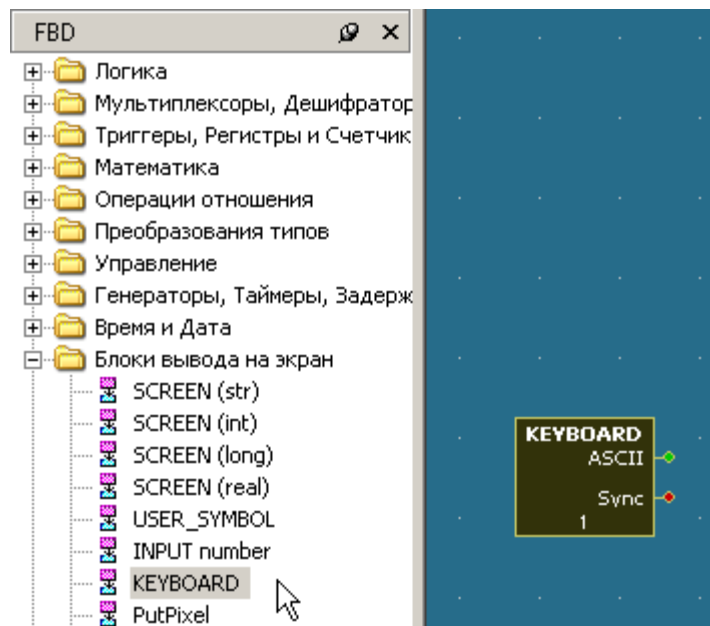 FBD
Логика
Мультиплексоры, Дешифратор
Триггеры, Регистры и Счетчик
Математика
Операции отношения
Преобразования типов
Управление
Генераторы, Таймеры, Задерж
Время и Дата
Блоки вывода на экран
SCREEN (str)
SCREEN (int)
SCREEN (long)
SCREEN (real)
USER_SYMBOL
INPUT number
KEYBOARD
PutPixel
KEYBOARD
ASCII
Sync
1